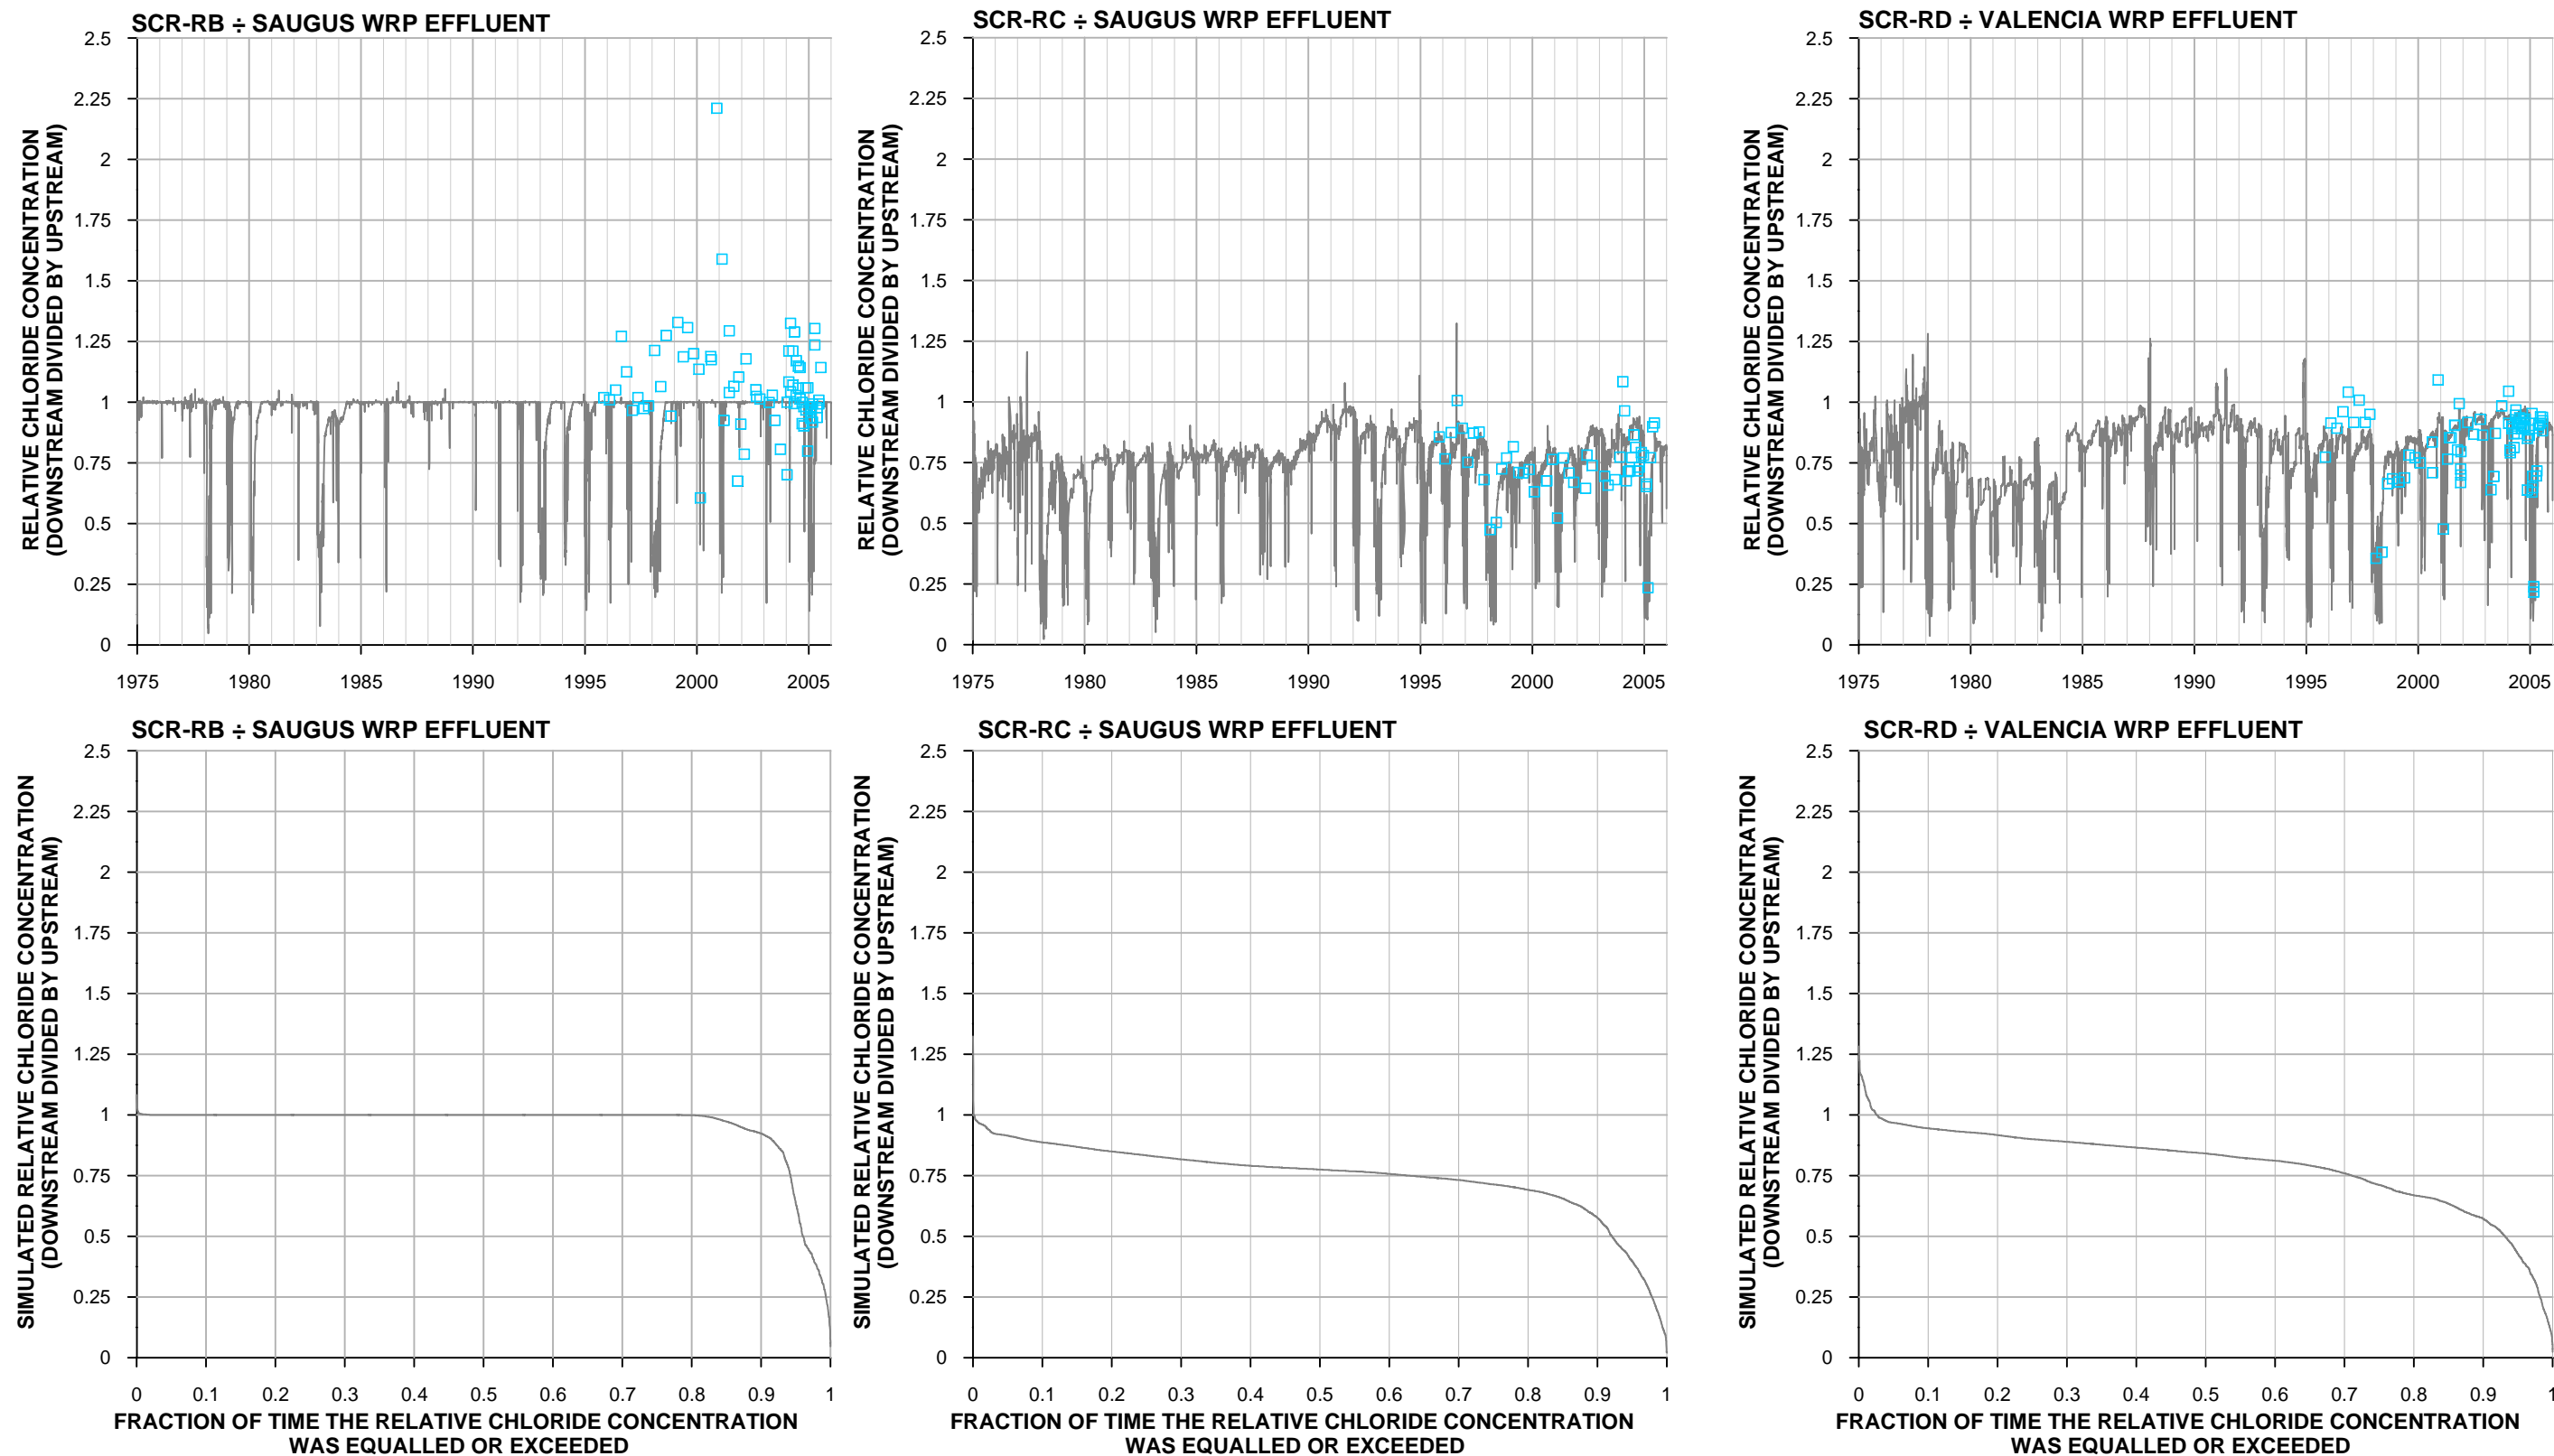 SCR-RB ÷ SAUGUS WRP EFFLUENT
RELATIVE CHLORIDE CONCENTRATION
(DOWNSTREAM DIVIDED BY UPSTREAM)
2.5
2.25
2
1.75
1.5
1.25
1
0.75
0.5
0.25
0
1975 1980 1985 1990 1995 2000 2005
SCR-RC ÷ SAUGUS WRP EFFLUENT
RELATIVE CHLORIDE CONCENTRATION
(DOWNSTREAM DIVIDED BY UPSTREAM)
2.5
2.25
2
1.75
1.5
1.25
1
0.75
0.5
0.25
0
1975 1980 1985 1990 1995 2000 2005
SCR-RD ÷ VALENCIA WRP EFFLUENT
RELATIVE CHLORIDE CONCENTRATION
(DOWNSTREAM DIVIDED BY UPSTREAM)
2.5
2.25
2
1.75
1.5
1.25
1
0.75
0.5
0.25
0
1975 1980 1985 1990 1995 2000 2005
SCR-RB ÷ SAUGUS WRP EFFLUENT
SIMULATED RELATIVE CHLORIDE CONCENTRATION
(DOWNSTREAM DIVIDED BY UPSTREAM)
2.5
2.25
2
1.75
1.5
1.25
1
0.75
0.5
0.25
0
0 0.1 0.2 0.3 0.4 0.5 0.6 0.7 0.8 0.9 1
FRACTION OF TIME THE RELATIVE CHLORIDE CONCENTRATION
WAS EQUALLED OR EXCEEDED
SCR-RC ÷ SAUGUS WRP EFFLUENT
SIMULATED RELATIVE CHLORIDE CONCENTRATION
(DOWNSTREAM DIVIDED BY UPSTREAM)
2.5
2.25
2
1.75
1.5
1.25
1
0.75
0.5
0.25
0
0 0.1 0.2 0.3 0.4 0.5 0.6 0.7 0.8 0.9 1
FRACTION OF TIME THE RELATIVE CHLORIDE CONCENTRATION
WAS EQUALLED OR EXCEEDED
SCR-RD ÷ VALENCIA WRP EFFLUENT
SIMULATED RELATIVE CHLORIDE CONCENTRATION
(DOWNSTREAM DIVIDED BY UPSTREAM)
2.5
2.25
2
1.75
1.5
1.25
1
0.75
0.5
0.25
0
0 0.1 0.2 0.3 0.4 0.5 0.6 0.7 0.8 0.9 1
FRACTION OF TIME THE RELATIVE CHLORIDE CONCENTRATION
WAS EQUALLED OR EXCEEDED